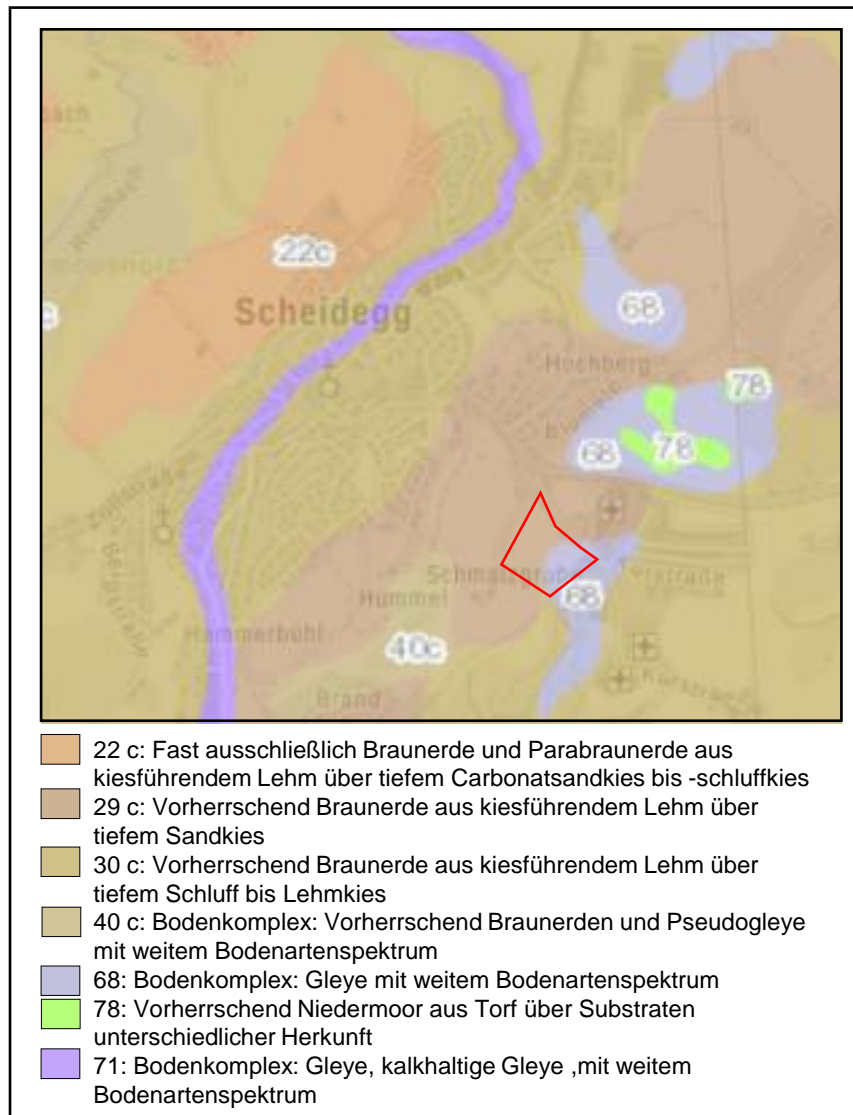 22c
Scheidegg
68
Hochberg
78
68
78
Schmalzgrub
Hummel
68
Hammerbühl
40c
Brand
Kurstraße
22 c: Fast ausschließlich Braunerde und Parabraunerde aus
kiesführendem Lehm über tiefem Carbonatsandkies bis -schluffkies
29 c: Vorherrschend Braunerde aus kiesführendem Lehm über
tiefem Sandkies
30 c: Vorherrschend Braunerde aus kiesführendem Lehm über
tiefem Schluff bis Lehmkies
40 c: Bodenkomplex: Vorherrschend Braunerden und Pseudogleye
mit weitem Bodenartenspektrum
68: Bodenkomplex: Gleye mit weitem Bodenartenspektrum
78: Vorherrschend Niedermoor aus Torf über Substraten
unterschiedlicher Herkunft
71: Bodenkomplex: Gleye, kalkhaltige Gleye ,mit weitem
Bodenartenspektrum